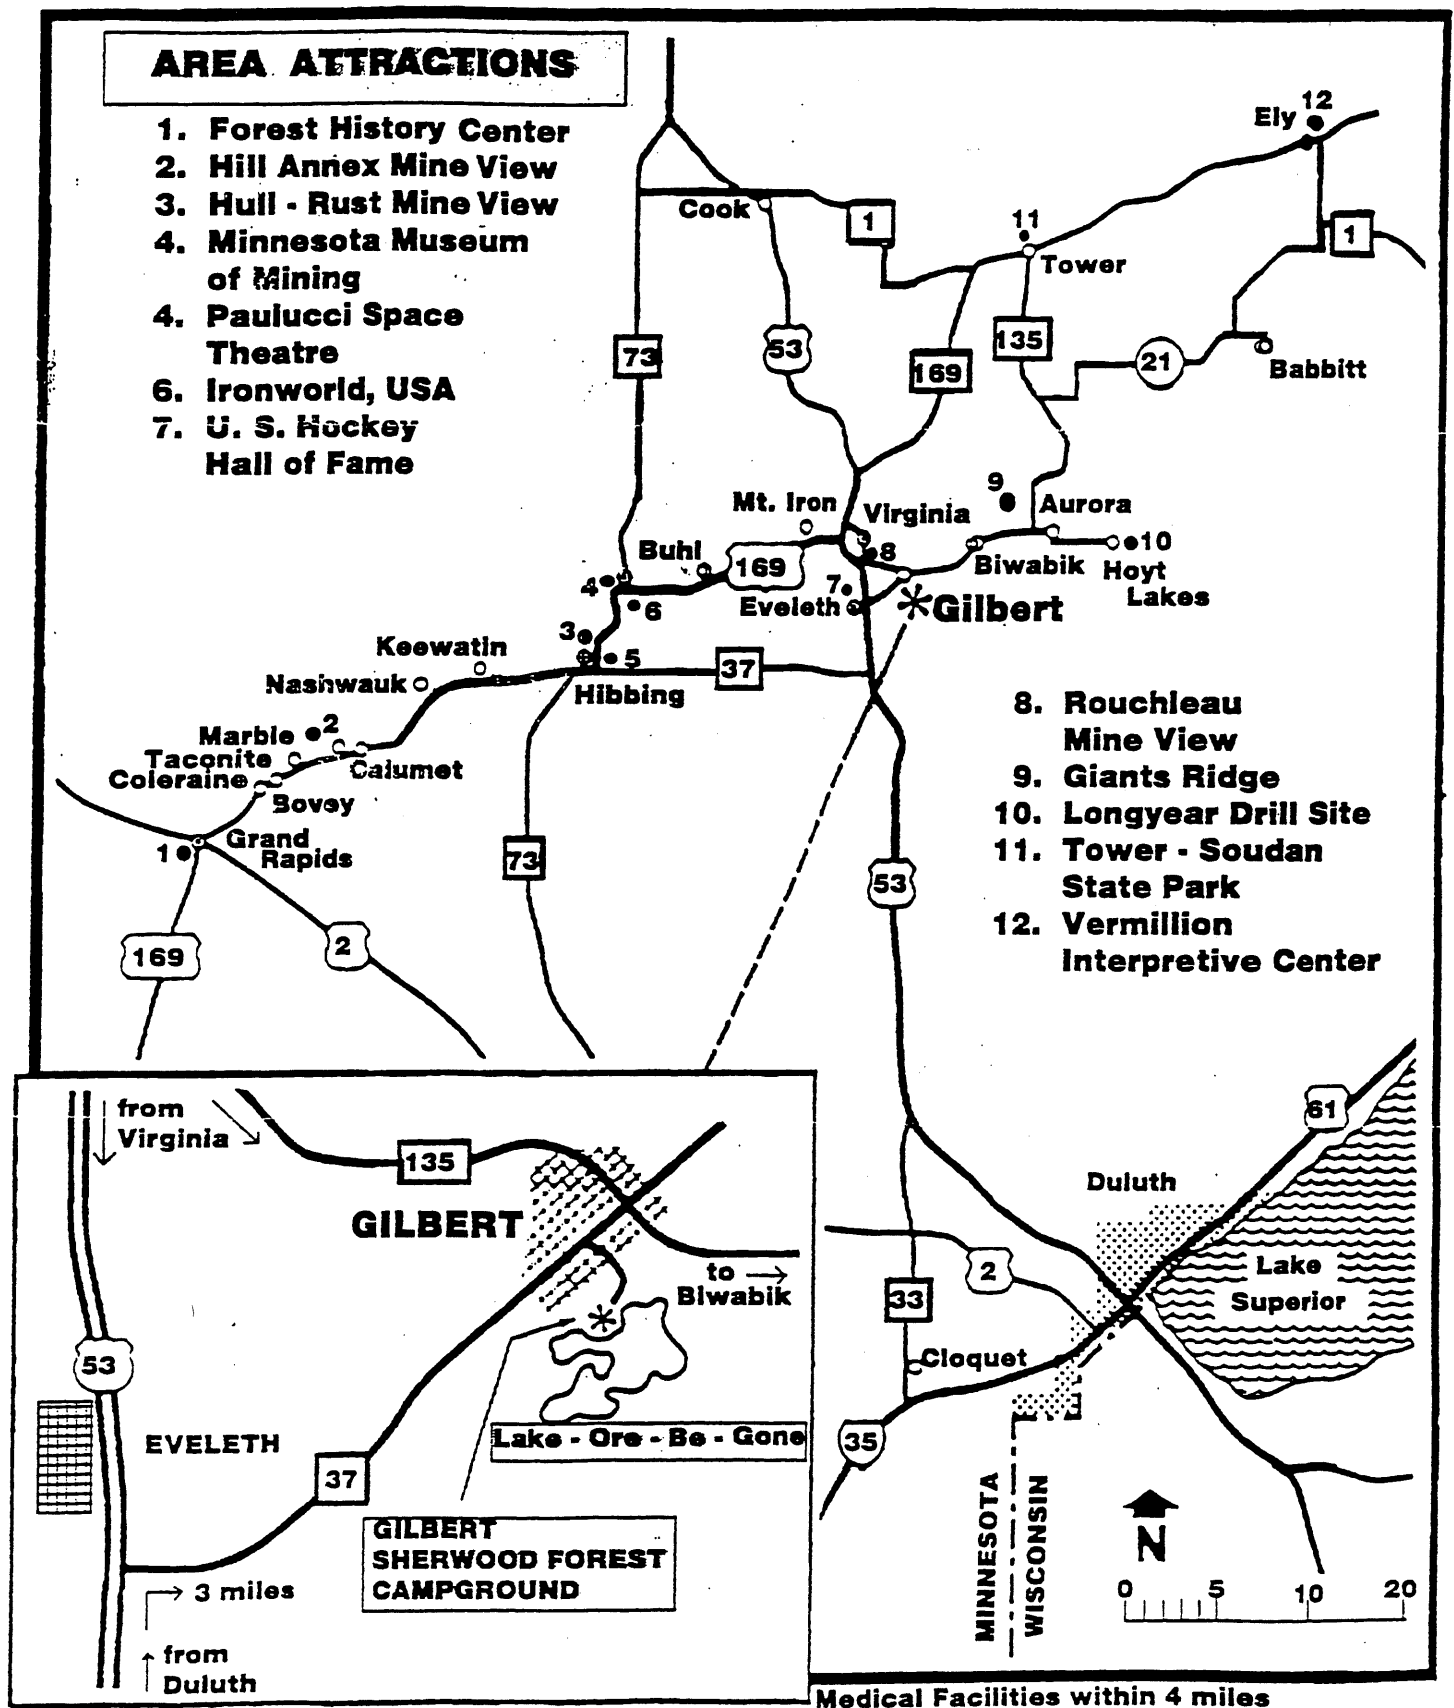 AREA ATTRACTIONS
1. Forest History Center
2. Hill Annex Mine View
3. Hull - Rust Mine View
4. Minnesota Museum
of Mining
4. Paulucci Space
Theatre
6. Ironworld, USA
7. U. S. Hockey
Hall of Fame
Ely 12
Cook
1
11
Tower
1
73
53
169
135
21
Babbitt
9
Mt. Iron
Virginia
Aurora
Buhl
169
8
Biwabik
10
Hoyt
Lakes
4
6
7
Eveleth
Gilbert
3
5
Keewatin
Nashwauk
Hibbing
37
Marble 2
Taconite
Coleraine
Calumet
Bovey
1
Grand
Rapids
169
2
73
53
8. Rouchleau
Mine View
9. Giants Ridge
10. Longyear Drill Site
11. Tower - Soudan
State Park
12. Vermillion
Interpretive Center
from
Virginia
135
GILBERT
to
Biwabik
53
EVELETH
37
Lake - Ore - Be - Gone
GILBERT
SHERWOOD FOREST
CAMPGROUND
3 miles
from
Duluth
61
Duluth
2
Lake
Superior
33
Cloquet
35
MINNESOTA
WISCONSIN
N
0 5 10 20
Medical Facilities within 4 miles